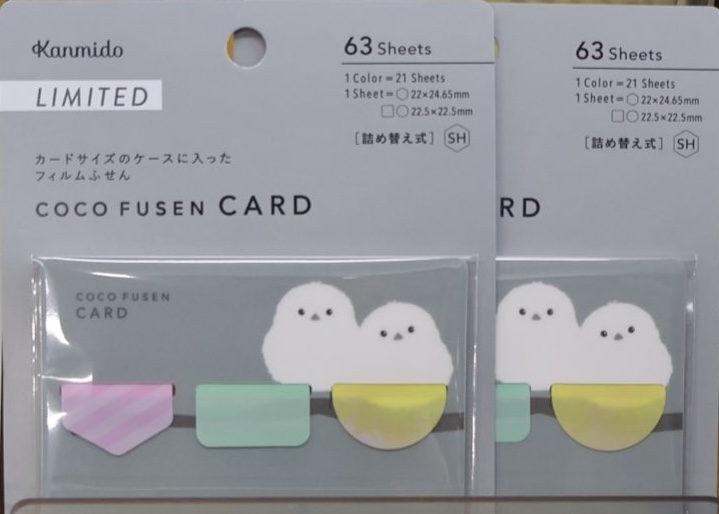 Kanmido
LIMITED
63 Sheets
1 Color = 21 Sheets
1 Sheet = ⬡ 22×24.65mm
□○ 22.5×22.5mm
[詰め替え式] SH
カードサイズのケースに入った
フィルムふせん
COCO FUSEN CARD
COCO FUSEN
CARD
63 Sheets
1 Color = 21 Sheets
1 Sheet = ⬡ 22×24.65mm
□○ 22.5×22.5mm
[詰め替え式] SH
RD